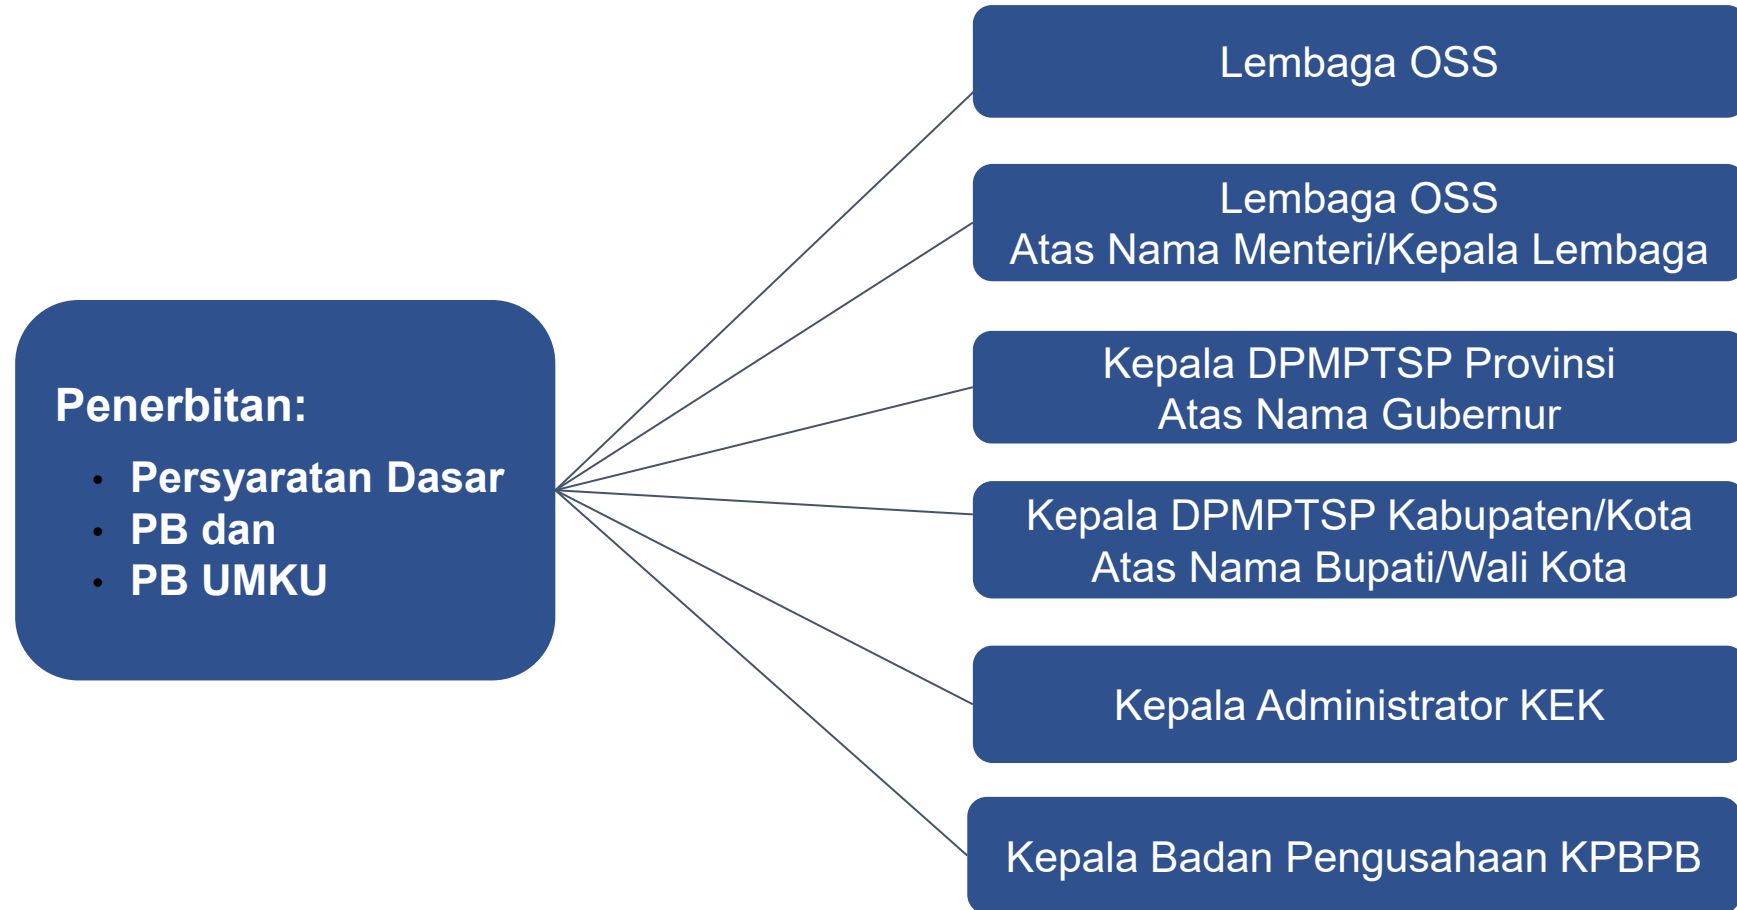 Penerbitan:
• Persyaratan Dasar
• PB dan
• PB UMKU
Lembaga OSS
Lembaga OSS
Atas Nama Menteri/Kepala Lembaga
Kepala DPMPTSP Provinsi
Atas Nama Gubernur
Kepala DPMPTSP Kabupaten/Kota
Atas Nama Bupati/Wali Kota
Kepala Administrator KEK
Kepala Badan Pengusahaan KPBPB